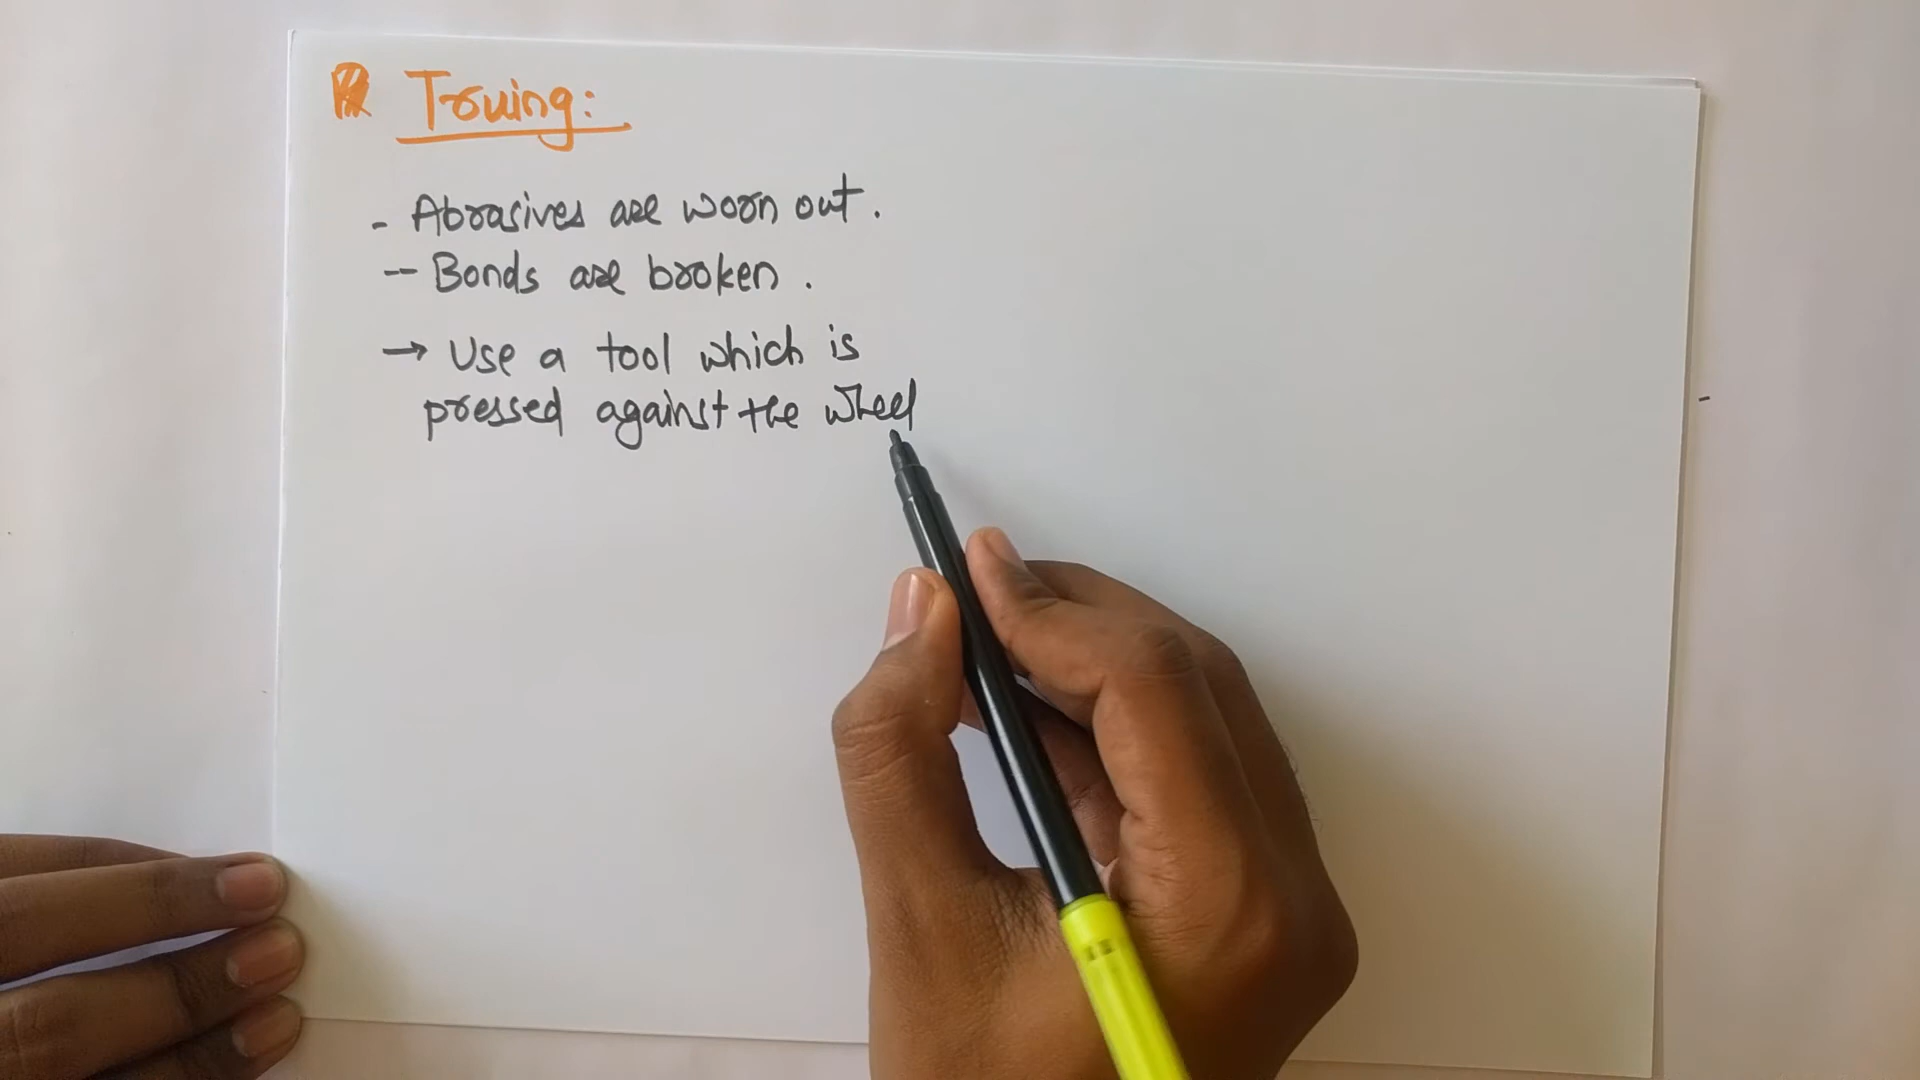 Truing:
- Abrasives are worn out.
-- Bonds are broken.
→ Use a tool which is
pressed against the wheel